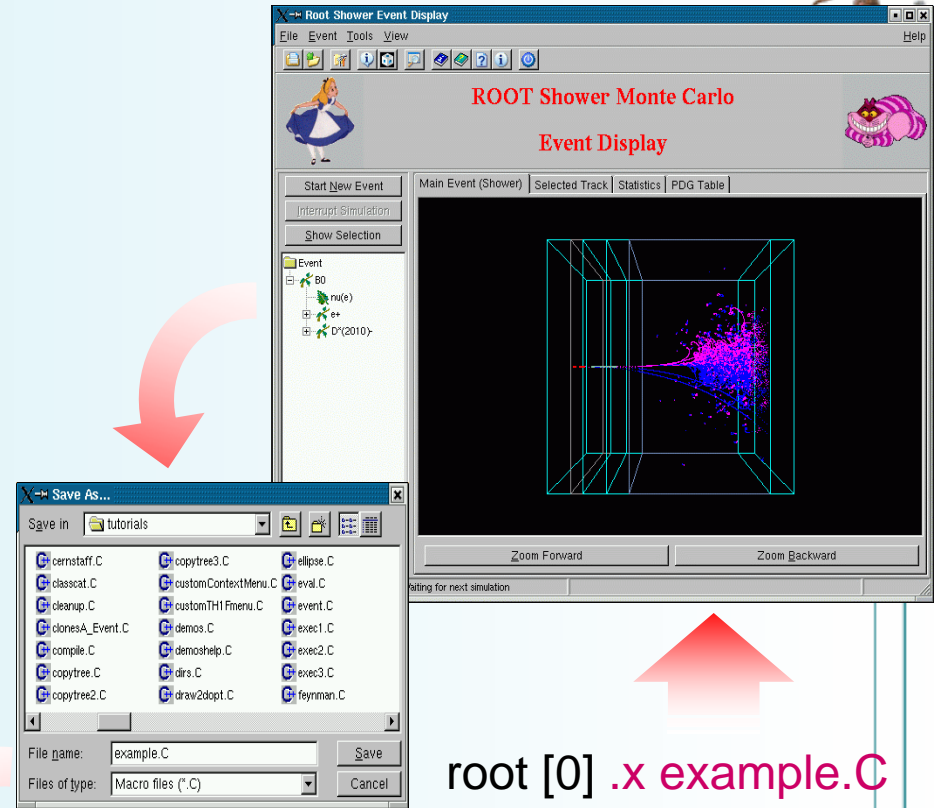 Root Shower Event Display
File Event Tools View Help
ROOT Shower Monte Carlo
Event Display
Start New Event
Interrupt Simulation
Show Selection
Main Event (Shower) Selected Track Statistics PDG Table
Event
B0
nu(e)
e+
D*(2010)-
Zoom Forward Zoom Backward
aiting for next simulation
Save As...
Save in tutorials
cernstaff.C copytree3.C ellipse.C
classcat.C customContextMenu.C eval.C
cleanup.C customTH1Fmenu.C event.C
clonesA_Event.C demos.C exec1.C
compile.C demoshelp.C exec2.C
copytree.C dirs.C exec3.C
copytree2.C draw2dopt.C feynman.C
File name: example.C Save
Files of type: Macro files (*.C) Cancel
root [0] .x example.C